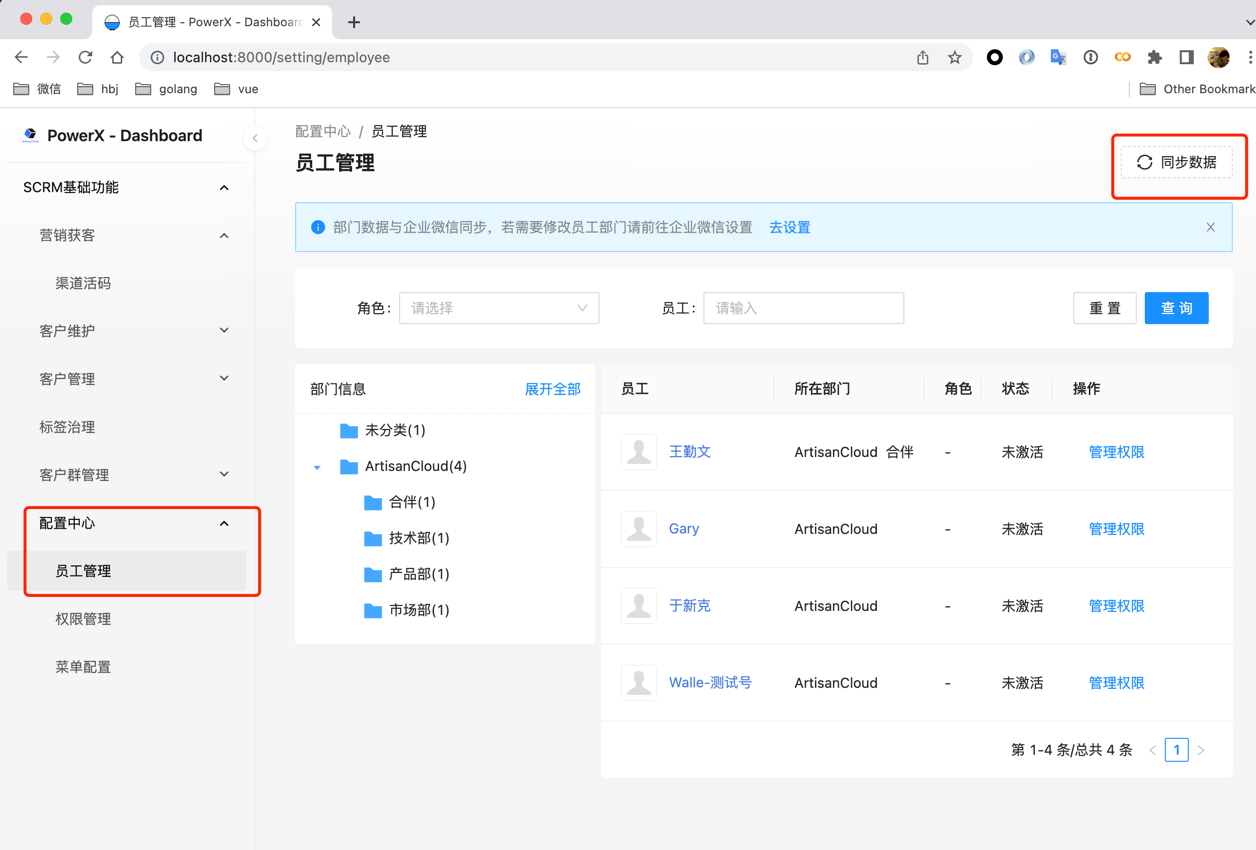 员工管理 - PowerX - Dashboard
localhost:8000/setting/employee
微信 hbj golang vue Other Bookmark
PowerX - Dashboard
配置中心 / 员工管理
员工管理
同步数据
SCRM基础功能
营销获客
渠道活码
客户维护
客户管理
标签治理
客户群管理
配置中心
员工管理
权限管理
菜单配置
部门数据与企业微信同步，若需要修改员工部门请前往企业微信设置 去设置
角色: 请选择 员工: 请输入 重 置 查 询
部门信息 展开全部
未分类(1)
ArtisanCloud(4)
合伴(1)
技术部(1)
产品部(1)
市场部(1)
员工 所在部门 角色 状态 操作
王勤文 ArtisanCloud 合伴 - 未激活 管理权限
Gary ArtisanCloud - 未激活 管理权限
于新克 ArtisanCloud - 未激活 管理权限
Walle-测试号 ArtisanCloud - 未激活 管理权限
第 1-4 条/总共 4 条 1